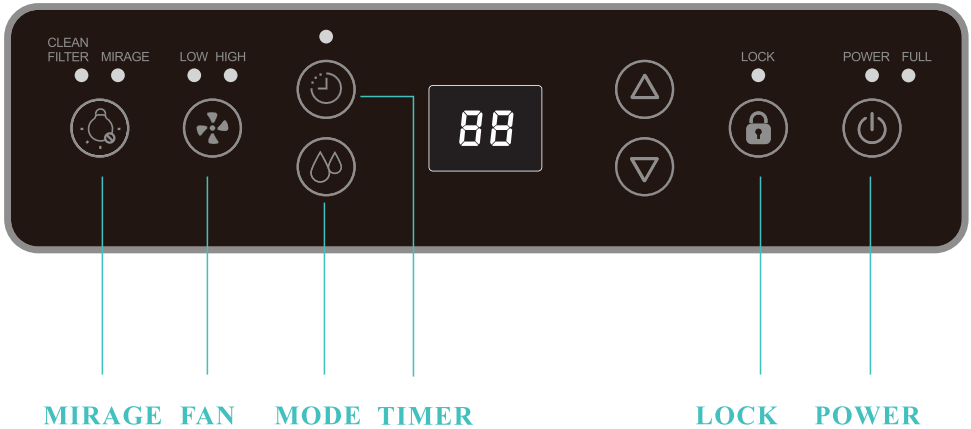 CLEAN
FILTER MIRAGE LOW HIGH LOCK POWER FULL
88
MIRAGE FAN MODE TIMER LOCK POWER